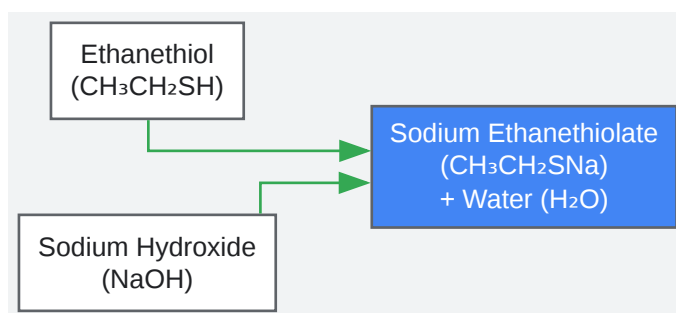 Ethanethiol
(CH₃CH₂SH)
Sodium Hydroxide
(NaOH)
Sodium Ethanethiolate
(CH₃CH₂SNa)
+ Water (H₂O)